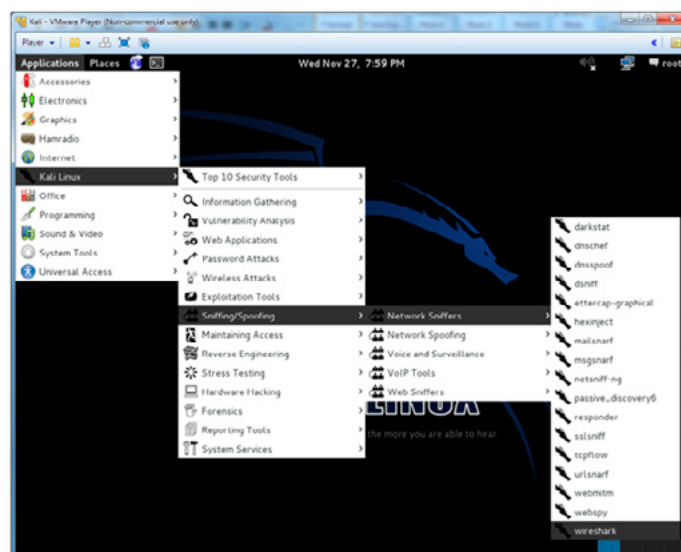 Kali - VMware Player (Non-commercial use only)
Player
Applications Places Wed Nov 27, 7:59 PM root
Accessories
Electronics
Graphics
Hamradio
Internet
Kali Linux
Office
Programming
Sound & Video
System Tools
Universal Access
Top 10 Security Tools
Information Gathering
Vulnerability Analysis
Web Applications
Password Attacks
Wireless Attacks
Exploitation Tools
Sniffing/Spoofing
Maintaining Access
Reverse Engineering
Stress Testing
Hardware Hacking
Forensics
Reporting Tools
System Services
Network Sniffers
Network Spoofing
Voice and Surveillance
VoIP Tools
Web Sniffers
darkstat
dnschef
dnsspoof
dsniff
ettercap-graphical
hexinject
mailsnarf
msgsnarf
netsniff-ng
passive_discovery6
responder
sslsniff
tcpflow
urlsnarf
webmitm
webspy
wireshark
LINUX
the more you are able to hear